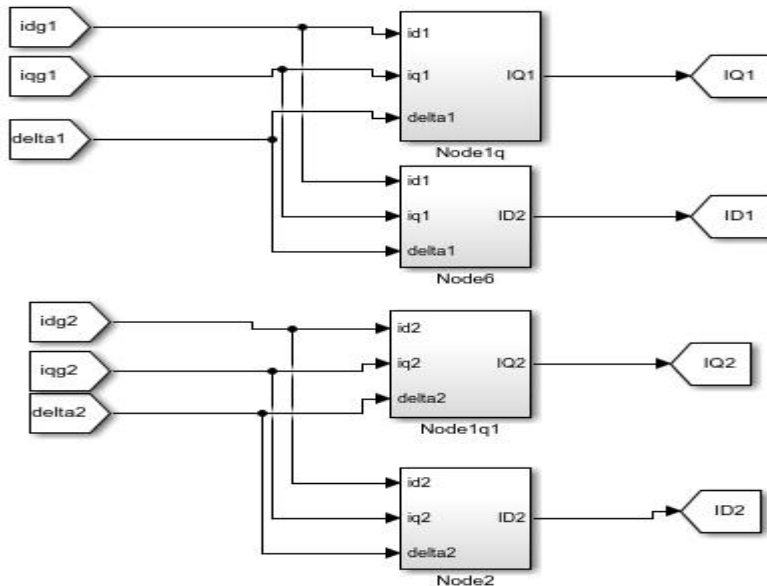 idg1
id1
iqg1
iq1
IQ1
IQ1
delta1
delta1
Node1q
id1
iq1
ID2
ID1
delta1
Node6
idg2
id2
iqg2
iq2
IQ2
IQ2
delta2
delta2
Node1q1
id2
iq2
ID2
ID2
delta2
Node2